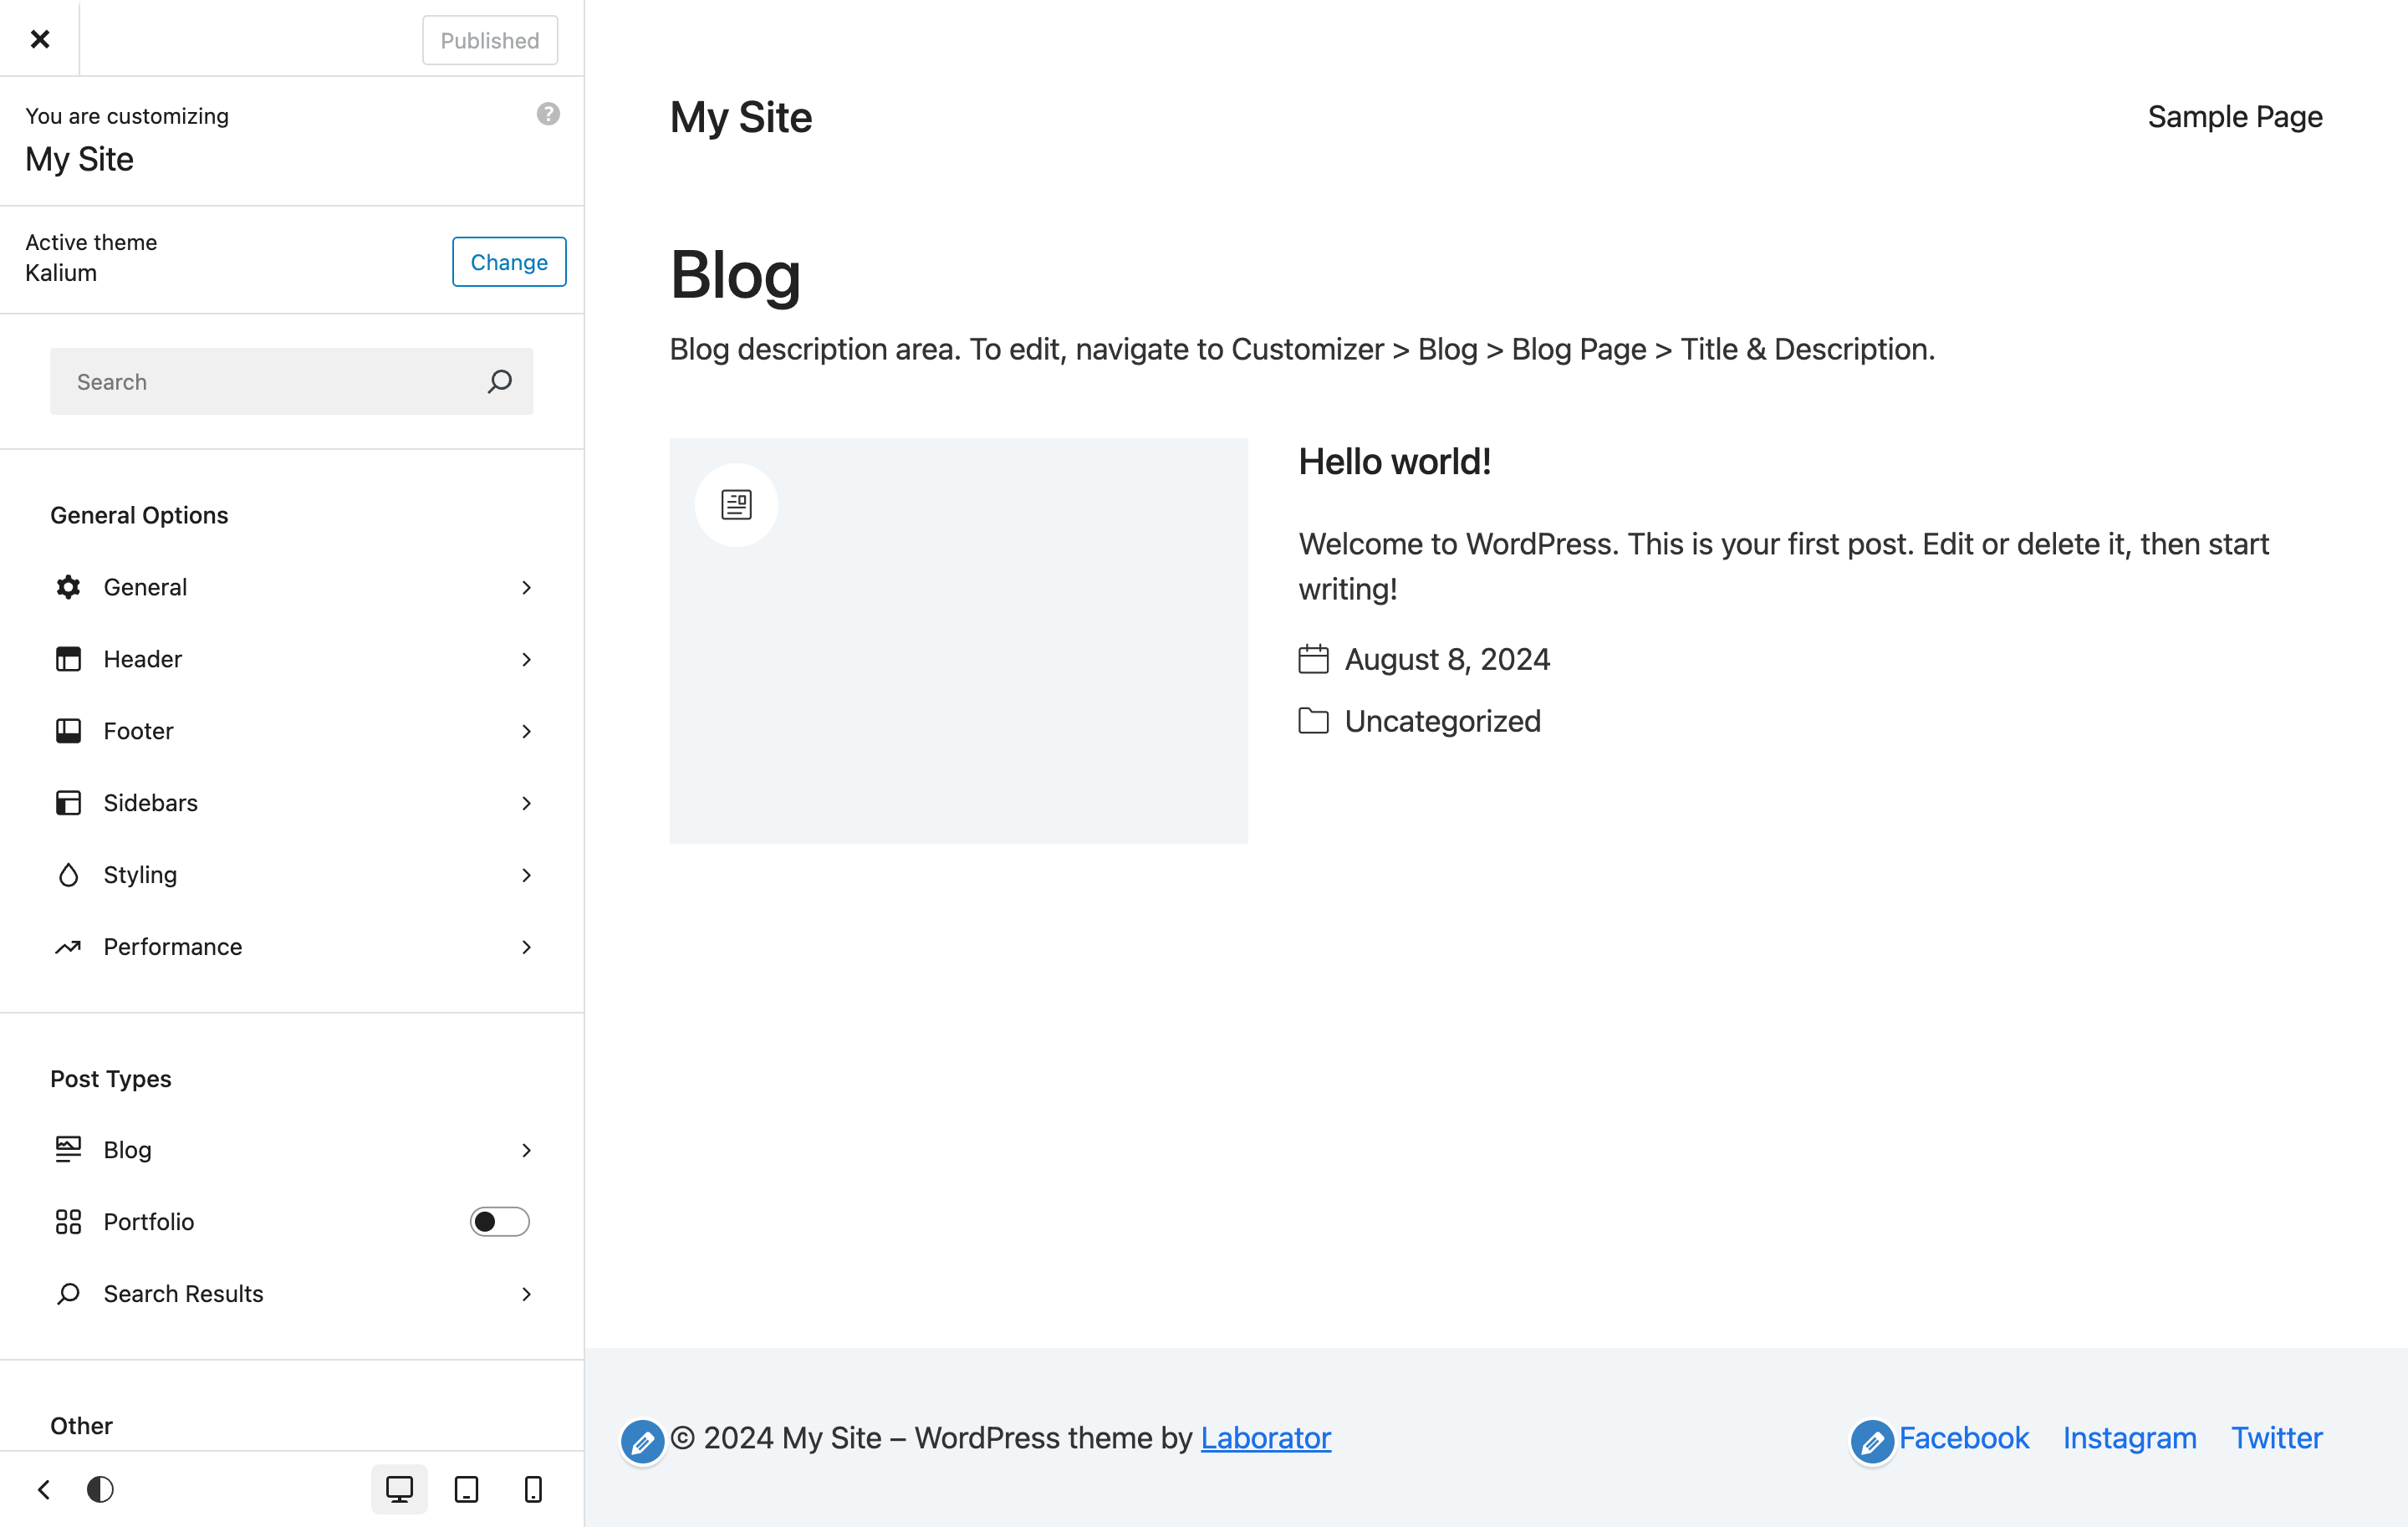 Published
You are customizing
My Site
Active theme
Kalium
Change
Search
General Options
General
Header
Footer
Sidebars
Styling
Performance
Post Types
Blog
Portfolio
Search Results
Other
My Site
Sample Page
Blog
Blog description area. To edit, navigate to Customizer > Blog > Blog Page > Title & Description.
Hello world!
Welcome to WordPress. This is your first post. Edit or delete it, then start
writing!
August 8, 2024
Uncategorized
© 2024 My Site – WordPress theme by Laborator
Facebook Instagram Twitter